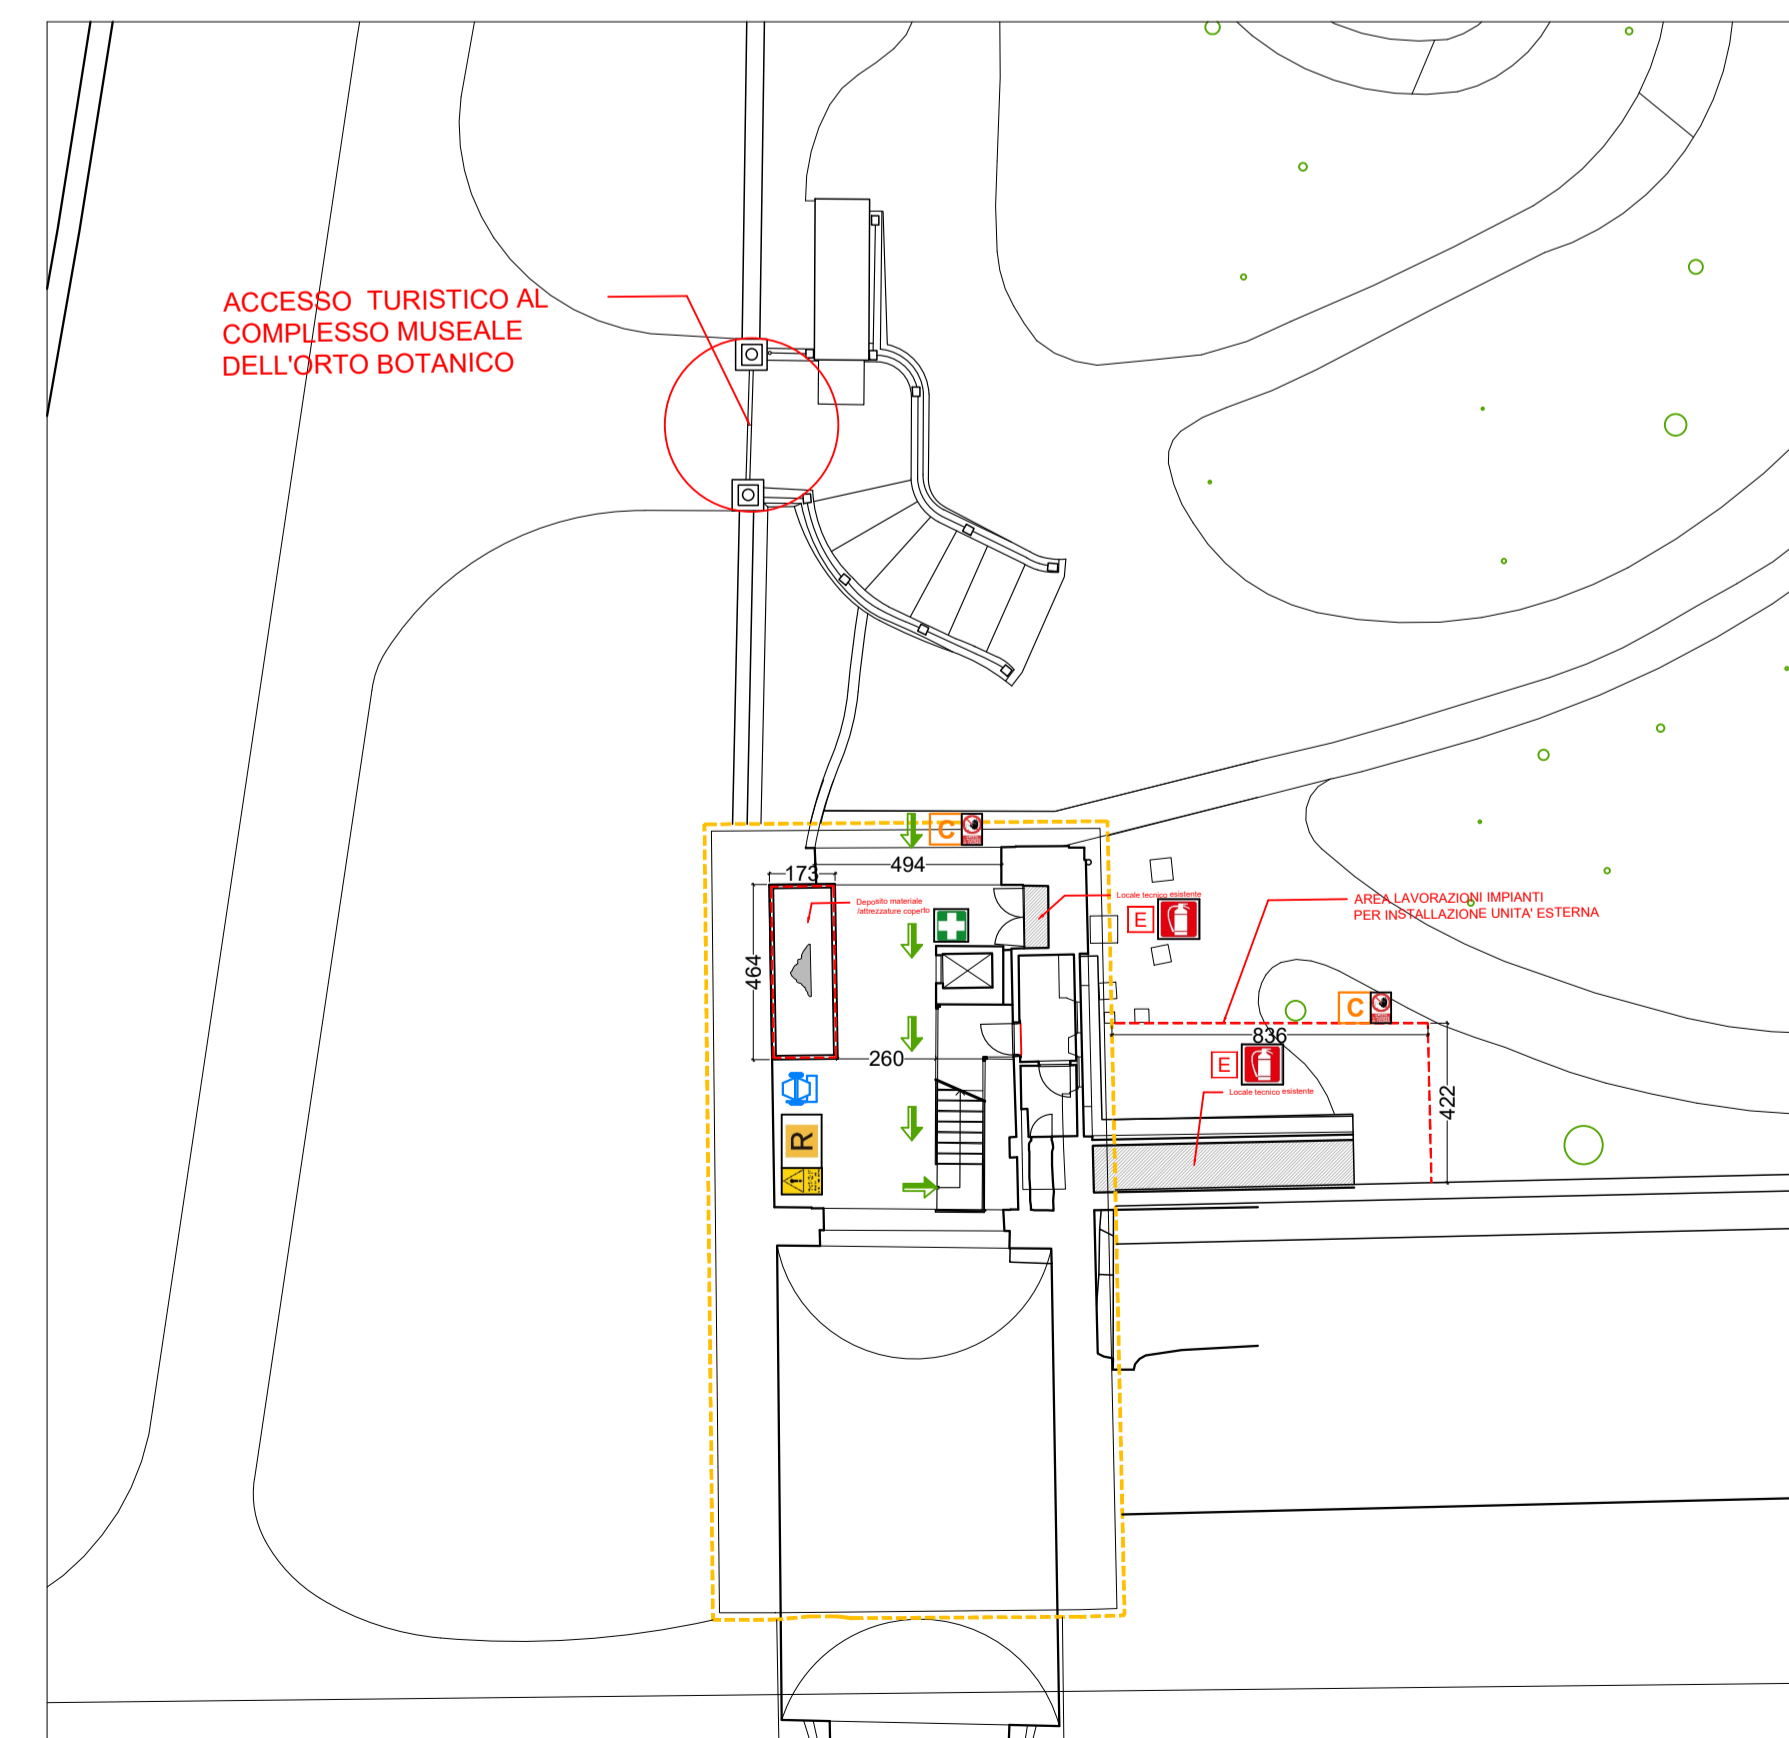 ACCESSO TURISTICO AL
COMPLESSO MUSEALE
DELL'ORTO BOTANICO
C
494
173
Deposito materiale
/attrezzature coperto
Locale tecnico esistente
E
AREA LAVORAZIONI IMPIANTI
PER INSTALLAZIONE UNITA' ESTERNA
464
C
836
260
E
Locale tecnico esistente
422
R